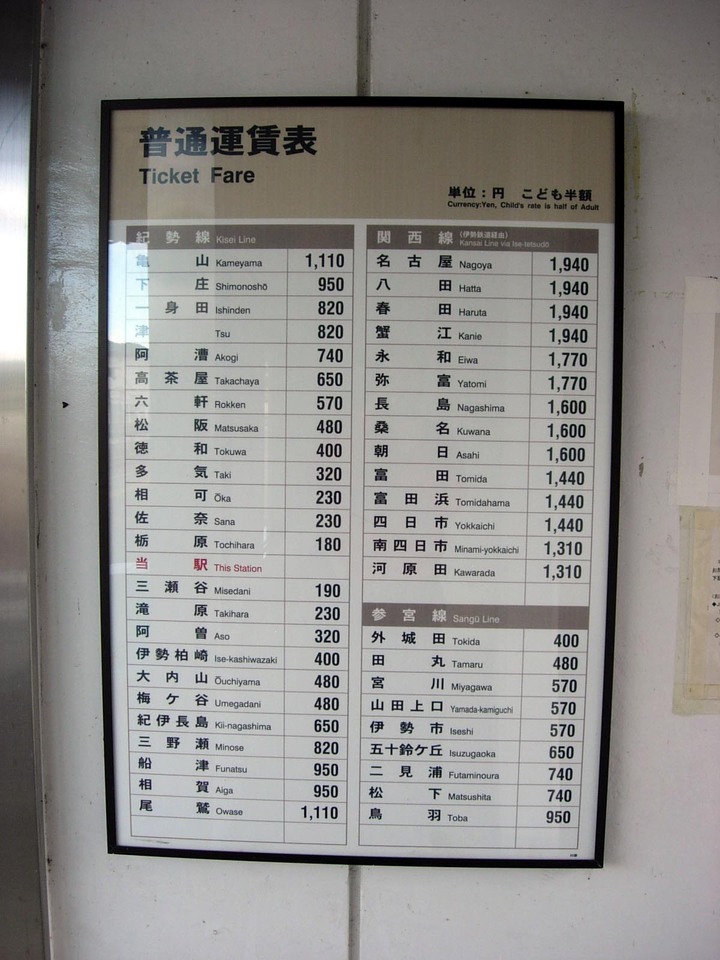 普通運賃表
Ticket Fare
単位：円 こども半額
Currency:Yen, Child's rate is half of Adult
紀勢線 Kisei Line
亀山 Kameyama 1,110
下庄 Shimonoshō 950
一身田 Ishinden 820
津 Tsu 820
阿漕 Akogi 740
高茶屋 Takachaya 650
六軒 Rokken 570
松阪 Matsusaka 480
徳和 Tokuwa 400
多気 Taki 320
相可 Ōka 230
佐奈 Sana 230
栃原 Tochihara 180
当駅 This Station
三瀬谷 Misedani 190
滝原 Takihara 230
阿曽 Aso 320
伊勢柏崎 Ise-kashiwazaki 400
大内山 Ōuchiyama 480
梅ケ谷 Umegadani 480
紀伊長島 Kii-nagashima 650
三野瀬 Minose 820
船津 Funatsu 950
相賀 Aiga 950
尾鷲 Owase 1,110
関西線 (伊勢鉄道経由)
Kansai Line via Ise-tetsudō
名古屋 Nagoya 1,940
八田 Hatta 1,940
春田 Haruta 1,940
蟹江 Kanie 1,940
永和 Eiwa 1,770
弥富 Yatomi 1,770
長島 Nagashima 1,600
桑名 Kuwana 1,600
朝日 Asahi 1,600
富田 Tomida 1,440
富田浜 Tomidahama 1,440
四日市 Yokkaichi 1,440
南四日市 Minami-yokkaichi 1,310
河原田 Kawarada 1,310
参宮線 Sangū Line
外城田 Tokida 400
田丸 Tamaru 480
宮川 Miyagawa 570
山田上口 Yamada-kamiguchi 570
伊勢市 Iseshi 570
五十鈴ケ丘 Isuzugaoka 650
二見浦 Futaminoura 740
松下 Matsushita 740
鳥羽 Toba 950